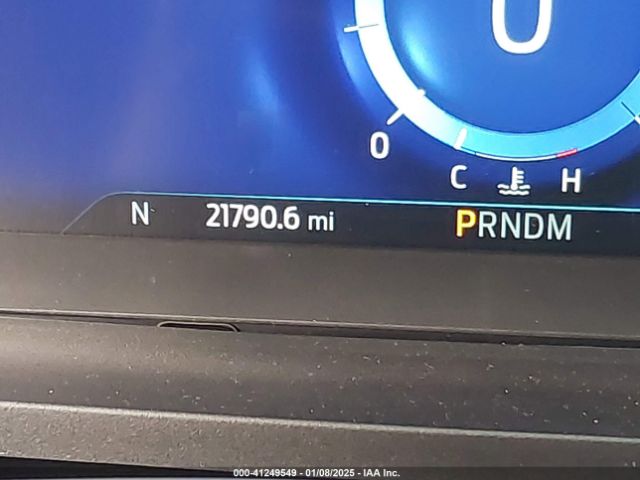 0
0
C H
N 21790.6 mi PRNDM
000-41249549 - 01/08/2025 - IAA Inc.